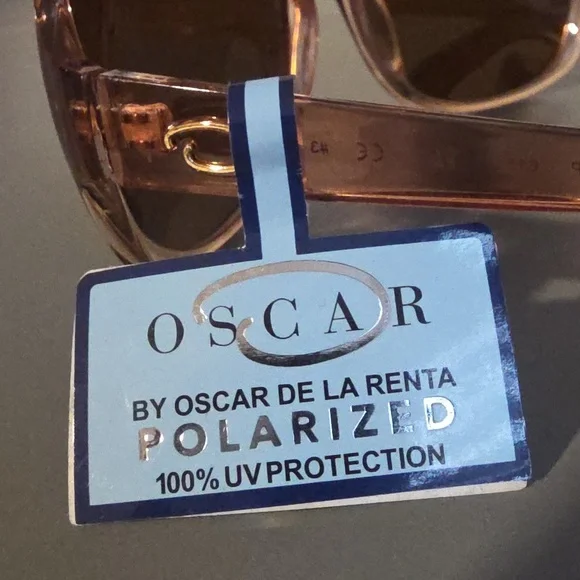 OSCAR
BY OSCAR DE LA RENTA
POLARIZED
100% UV PROTECTION